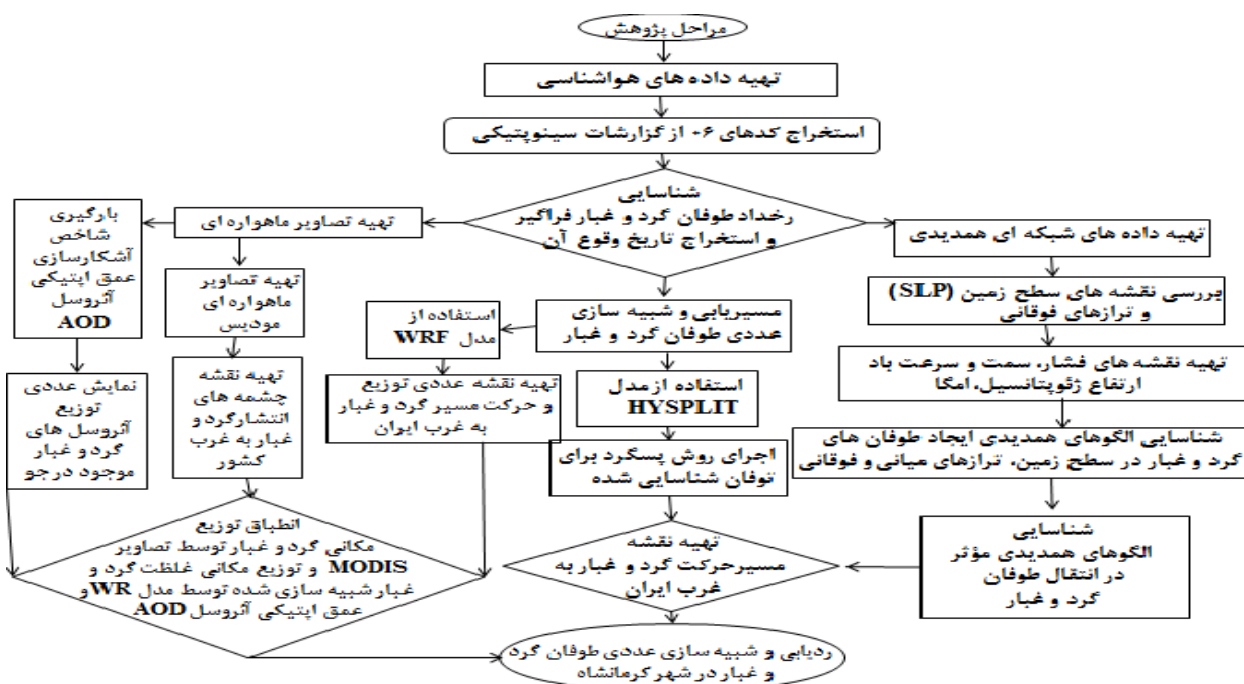 مراحل پژوهش
تهیه داده های هواشناسی
استخراج کدهای ۰۶ از گزارشات سینوپتیکی
شناسایی
رخداد طوفان گرد و غبار فراگیر
و استخراج تاریخ وقوع آن
تهیه داده های شبکه ای همدیدی
بررسی نقشه های سطح زمین (SLP)
و ترازهای فوقانی
تهیه نقشه های فشار، سمت و سرعت باد
ارتفاع ژئوپتانسیل، امگا
شناسایی الگوهای همدیدی ایجاد طوفان های
گرد و غبار در سطح زمین، ترازهای میانی و فوقانی
شناسایی
الگوهای همدیدی مؤثر
در انتقال طوفان
گرد و غبار
مسیریابی و شبیه سازی
عددی طوفان گرد و غبار
استفاده از مدل
HYSPLIT
اجرای روش پسگرد برای
توفان شناسایی شده
تهیه نقشه
مسیرحرکت گرد و غبار به
غرب ایران
استفاده از
مدل WRF
تهیه نقشه عددی توزیع
و حرکت مسیر گرد و غبار
به غرب ایران
تهیه تصاویر ماهواره ای
تهیه تصاویر
ماهواره ای
مودیس
تهیه نقشه
چشمه های
انتشارگرد و
غبار به غرب
کشور
بارگیری
شاخص
آشکارسازی
عمق اپتیکی
آئروسل
AOD
نمایش عددی
توزیع
آئروسل های
گرد و غبار
موجود درجو
انطباق توزیع
مکانی گرد و غبار توسط تصاویر
MODIS و توزیع مکانی غلظت گرد و
غبار شبیه سازی شده توسط مدل WR و
عمق اپتیکی آئروسل AOD
ردیابی و شبیه سازی عددی طوفان گرد
و غبار در شهر کرمانشاه